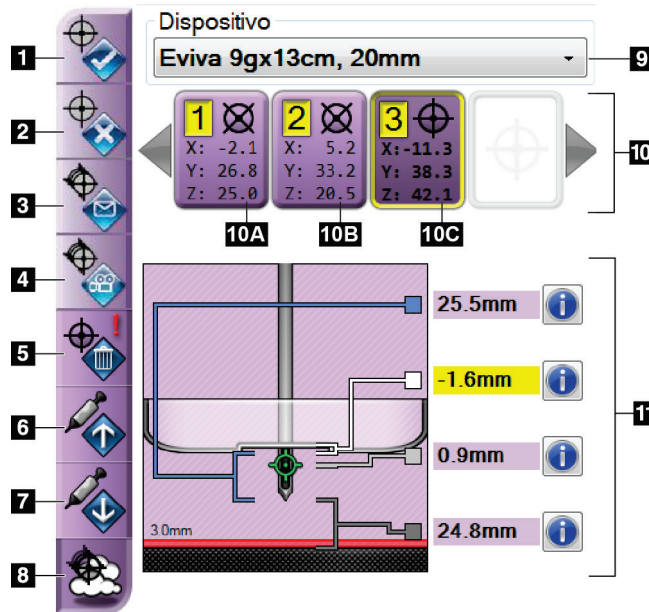 Dispositivo
1
Eviva 9gx13cm, 20mm
9
2
1
X: -2.1
Y: 26.8
Z: 25.0
2
X: 5.2
Y: 33.2
Z: 20.5
3
X:-11.3
Y: 38.3
Z: 42.1
10
3
10A
10B
10C
4
25.5mm
!
5
-1.6mm
6
11
0.9mm
7
3.0mm
24.8mm
8